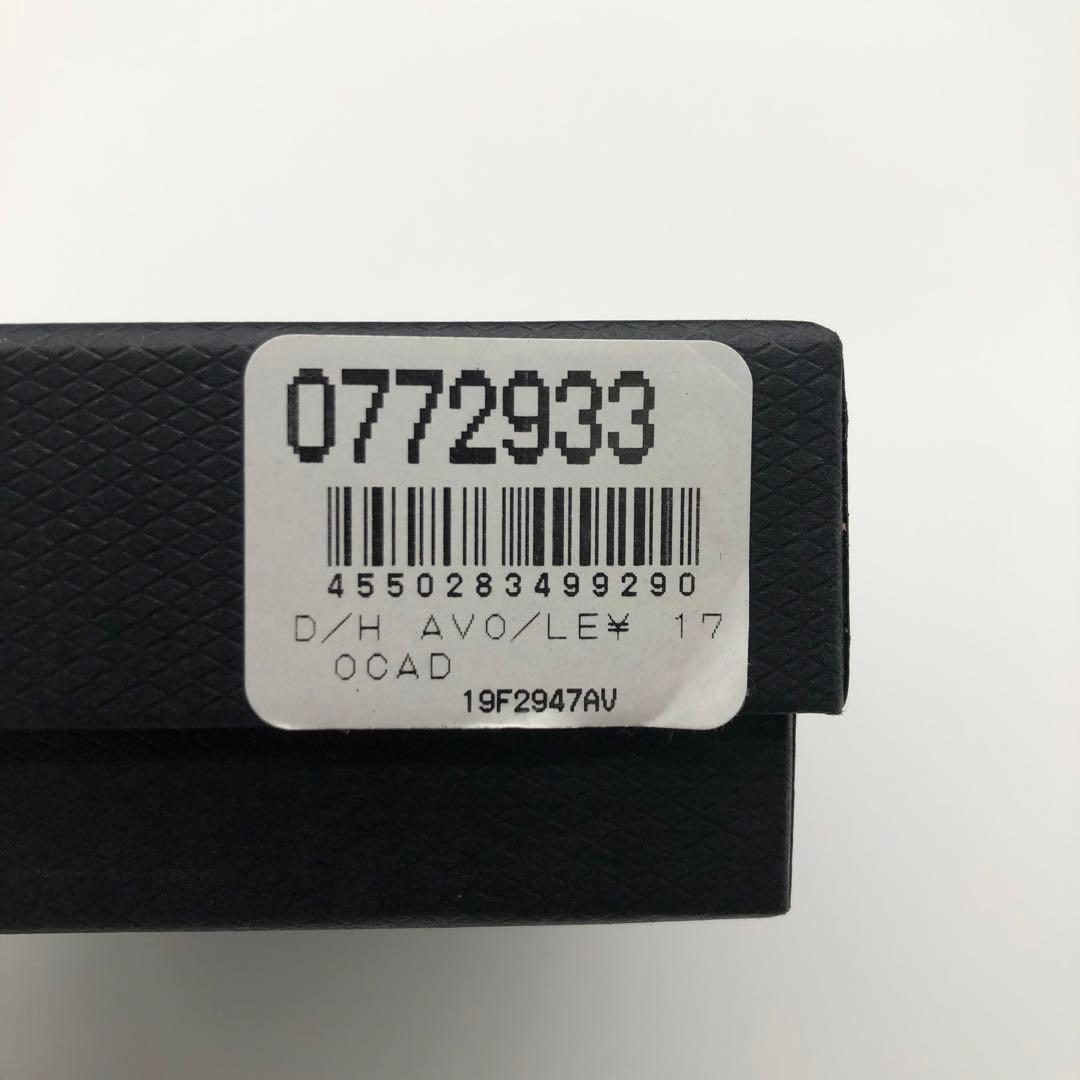 0772933
4550283499290
D/H AVO/LE¥ 17
OCAD
19F2947AV